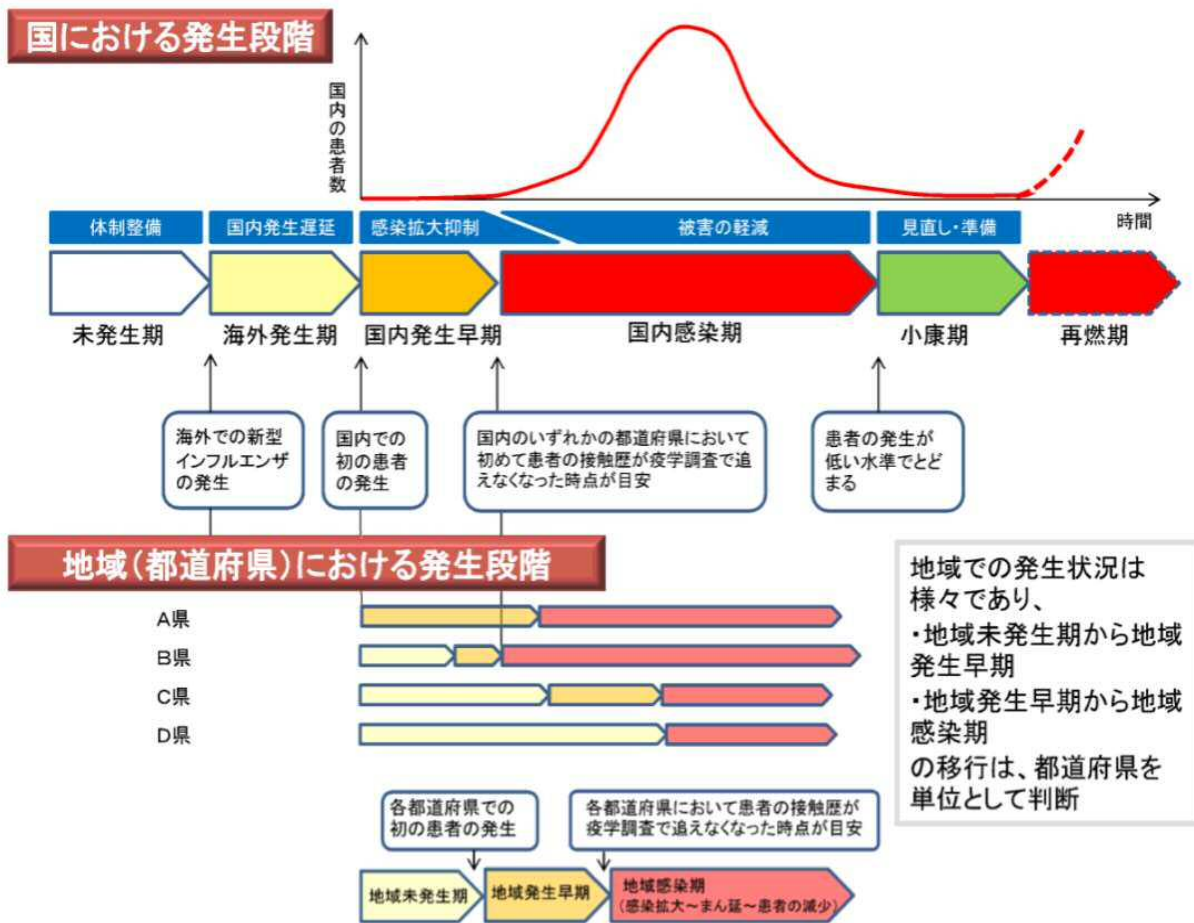 国における発生段階
国内の患者数
時間
体制整備
国内発生遅延
感染拡大抑制
被害の軽減
見直し・準備
未発生期
海外発生期
国内発生早期
国内感染期
小康期
再燃期
海外での新型
インフルエンザ
の発生
国内での
初の患者
の発生
国内のいずれかの都道府県において
初めて患者の接触歴が疫学調査で追
えなくなった時点が目安
患者の発生が
低い水準でとど
まる
地域(都道府県)における発生段階
A県
B県
C県
D県
地域での発生状況は
様々であり、
・地域未発生期から地域
発生早期
・地域発生早期から地域
感染期
の移行は、都道府県を
単位として判断
各都道府県での
初の患者の発生
各都道府県において患者の接触歴が
疫学調査で追えなくなった時点が目安
地域未発生期
地域発生早期
地域感染期
(感染拡大~まん延~患者の減少)